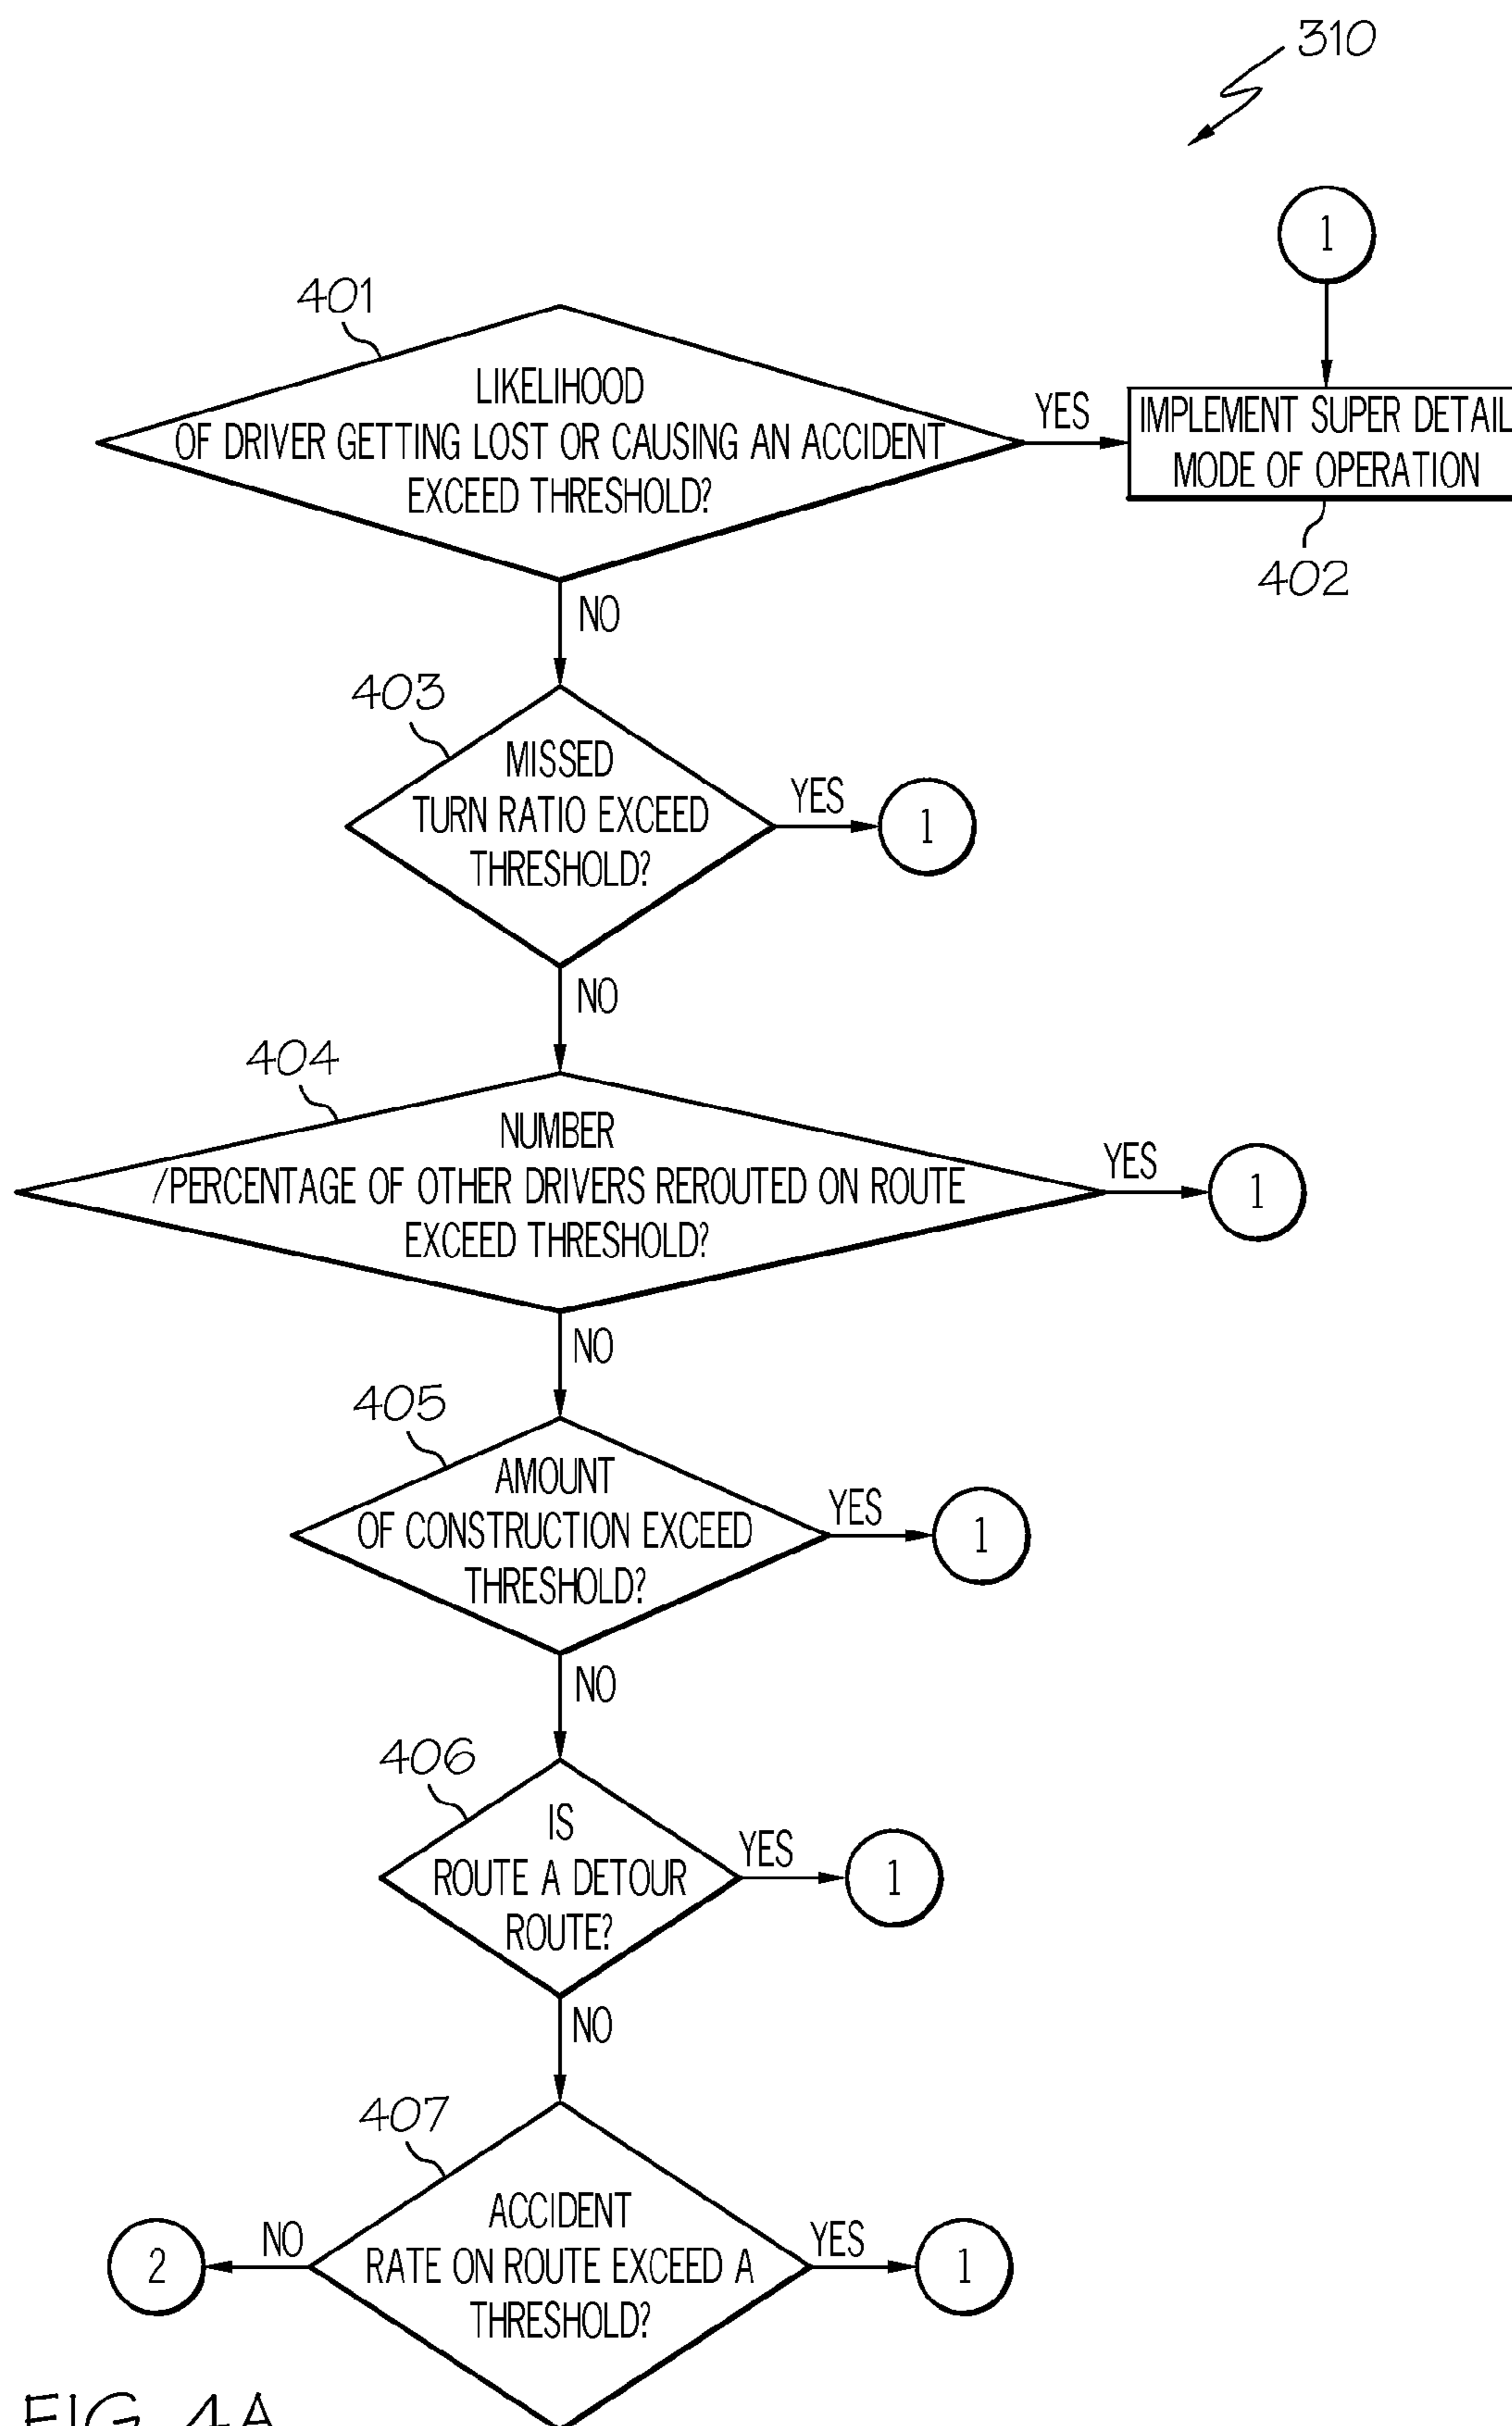 310
1
401
LIKELIHOOD
OF DRIVER GETTING LOST OR CAUSING AN ACCIDENT
EXCEED THRESHOLD?
YES
IMPLEMENT SUPER DETAIL
MODE OF OPERATION
402
NO
403
MISSED
TURN RATIO EXCEED
THRESHOLD?
YES
1
NO
404
NUMBER
/PERCENTAGE OF OTHER DRIVERS REROUTED ON ROUTE
EXCEED THRESHOLD?
YES
1
NO
405
AMOUNT
OF CONSTRUCTION EXCEED
THRESHOLD?
YES
1
NO
406
IS
ROUTE A DETOUR
ROUTE?
YES
1
NO
407
ACCIDENT
RATE ON ROUTE EXCEED A
THRESHOLD?
NO
2
YES
1
FIG. 4A